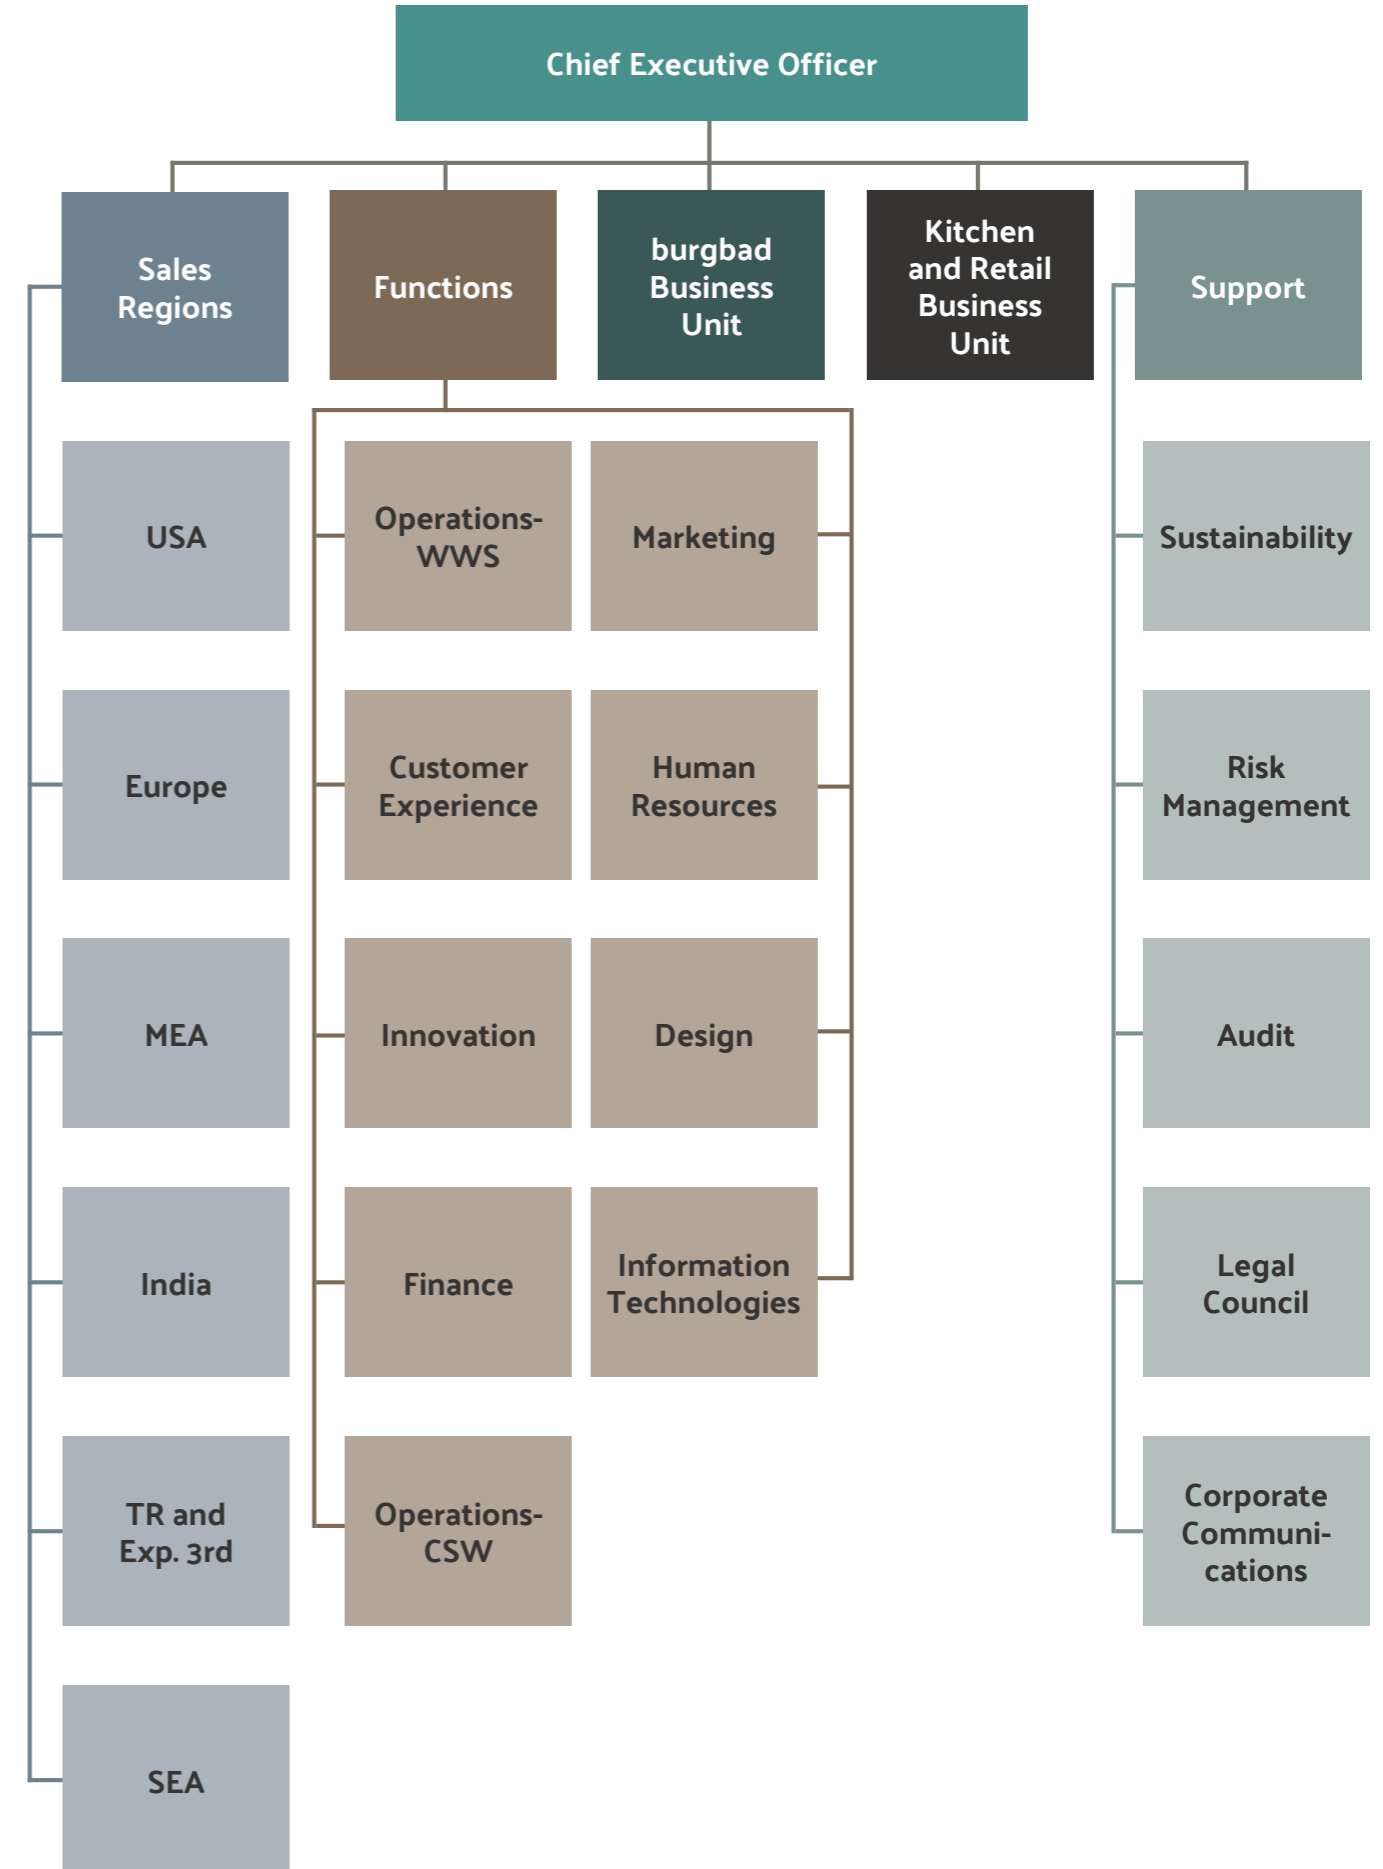 Chief Executive Officer
Sales
Regions
Functions
burgbad
Business
Unit
Kitchen
and Retail
Business
Unit
Support
USA
Operations-
WWS
Marketing
Sustainability
Europe
Customer
Experience
Human
Resources
Risk
Management
MEA
Innovation
Design
Audit
India
Finance
Information
Technologies
Legal
Council
TR and
Exp. 3rd
Operations-
CSW
Corporate
Communi-
cations
SEA